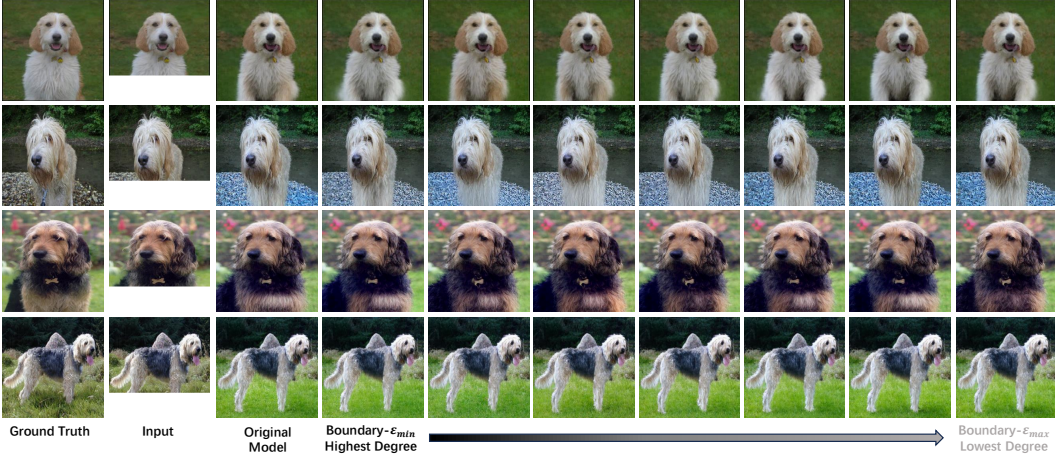 Ground Truth
Input
Original
Model
Boundary-ε_min
Highest Degree
Boundary-ε_max
Lowest Degree